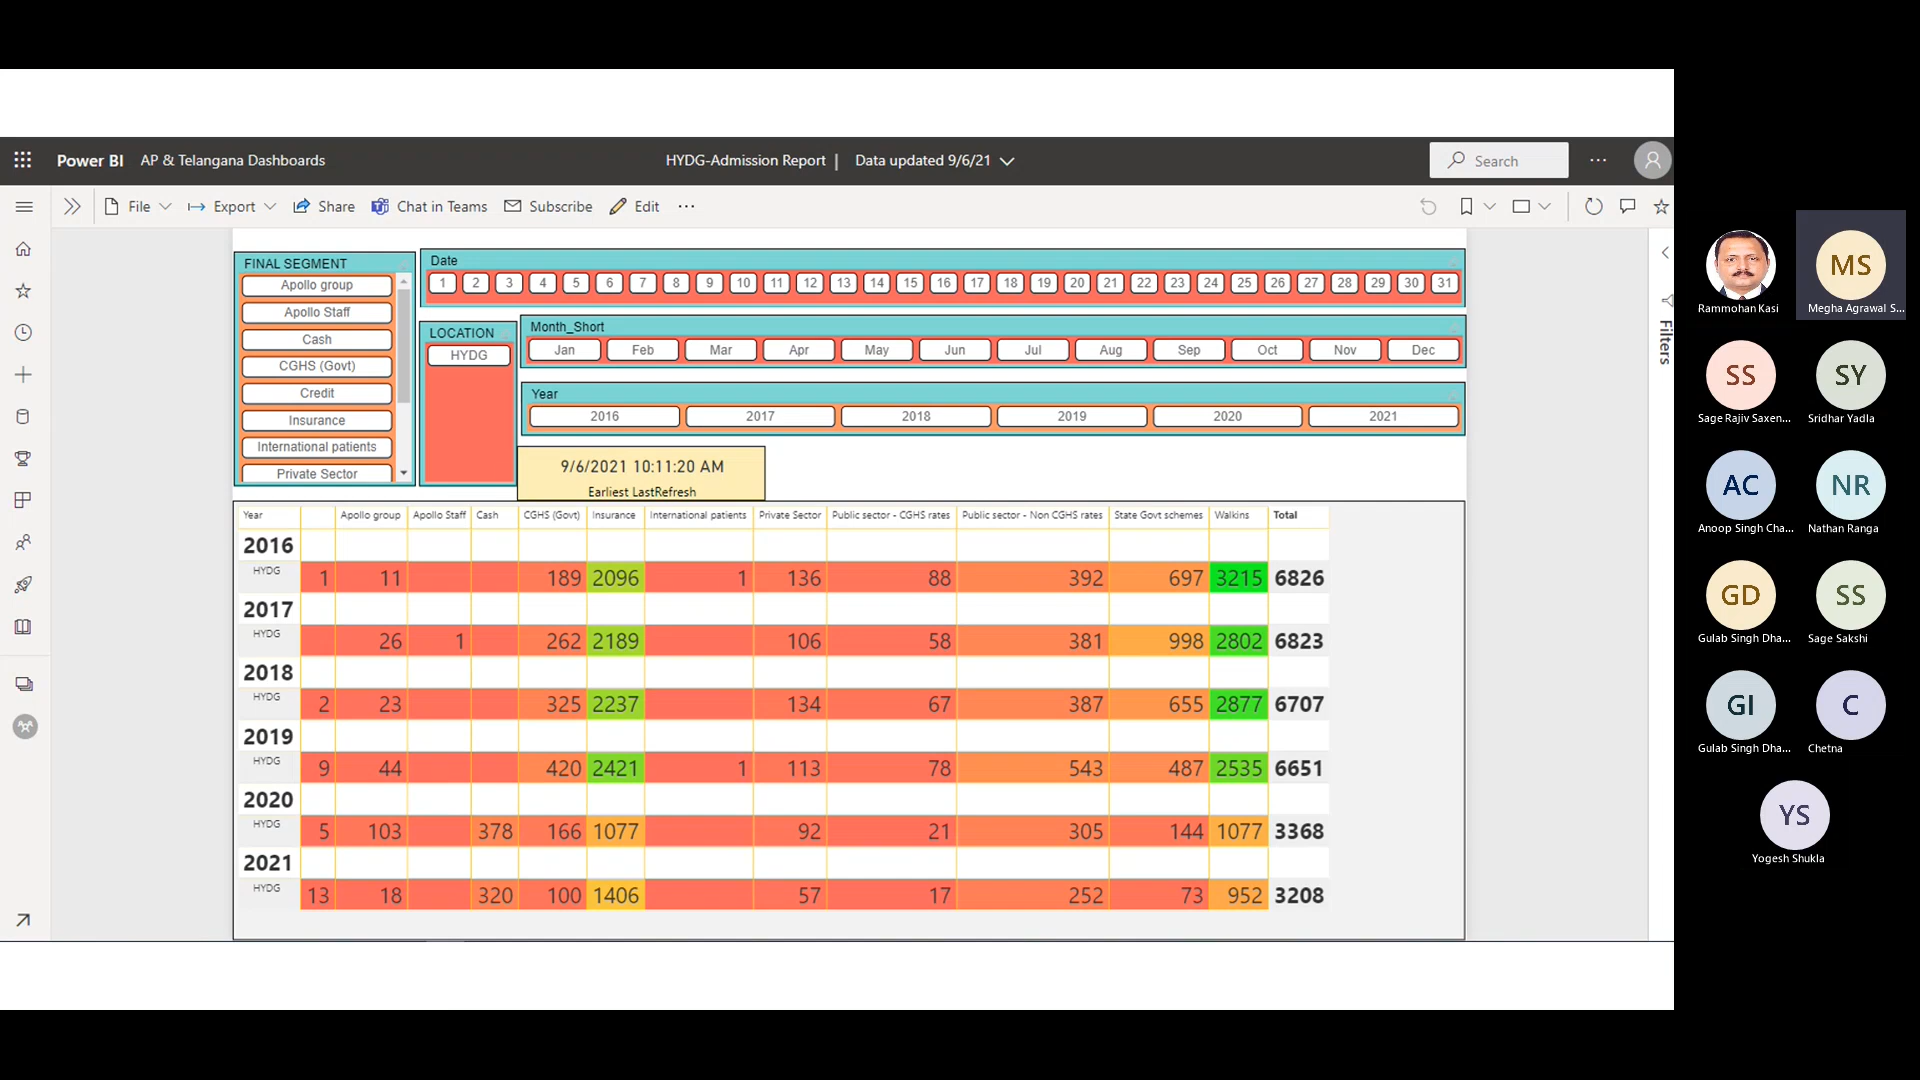 Power BI AP & Telangana Dashboards HYDG-Admission Report | Data updated 9/6/21 Search
File Export Share Chat in Teams Subscribe Edit
FINAL SEGMENT
Apollo group
Apollo Staff
Cash
CGHS (Govt)
Credit
Insurance
International patients
Private Sector
Date
1 2 3 4 5 6 7 8 9 10 11 12 13 14 15 16 17 18 19 20 21 22 23 24 25 26 27 28 29 30 31
LOCATION
HYDG
Month_Short
Jan Feb Mar Apr May Jun Jul Aug Sep Oct Nov Dec
Year
2016 2017 2018 2019 2020 2021
9/6/2021 10:11:20 AM
Earliest LastRefresh
Filters
Year Apollo group Apollo Staff Cash CGHS (Govt) Insurance International patients Private Sector Public sector - CGHS rates Public sector - Non CGHS rates State Govt schemes Walkins Total
2016
HYDG 1 11 189 2096 1 136 88 392 697 3215 6826
2017
HYDG 26 1 262 2189 106 58 381 998 2802 6823
2018
HYDG 2 23 325 2237 134 67 387 655 2877 6707
2019
HYDG 9 44 420 2421 1 113 78 543 487 2535 6651
2020
HYDG 5 103 378 166 1077 92 21 305 144 1077 3368
2021
HYDG 13 18 320 100 1406 57 17 252 73 952 3208
MS
Rammohan Kasi Megha Agrawal S...
SS SY
Sage Rajiv Saxen... Sridhar Yadla
AC NR
Anoop Singh Cha... Nathan Ranga
GD SS
Gulab Singh Dha... Sage Sakshi
GI C
Gulab Singh Dha... Chetna
YS
Yogesh Shukla